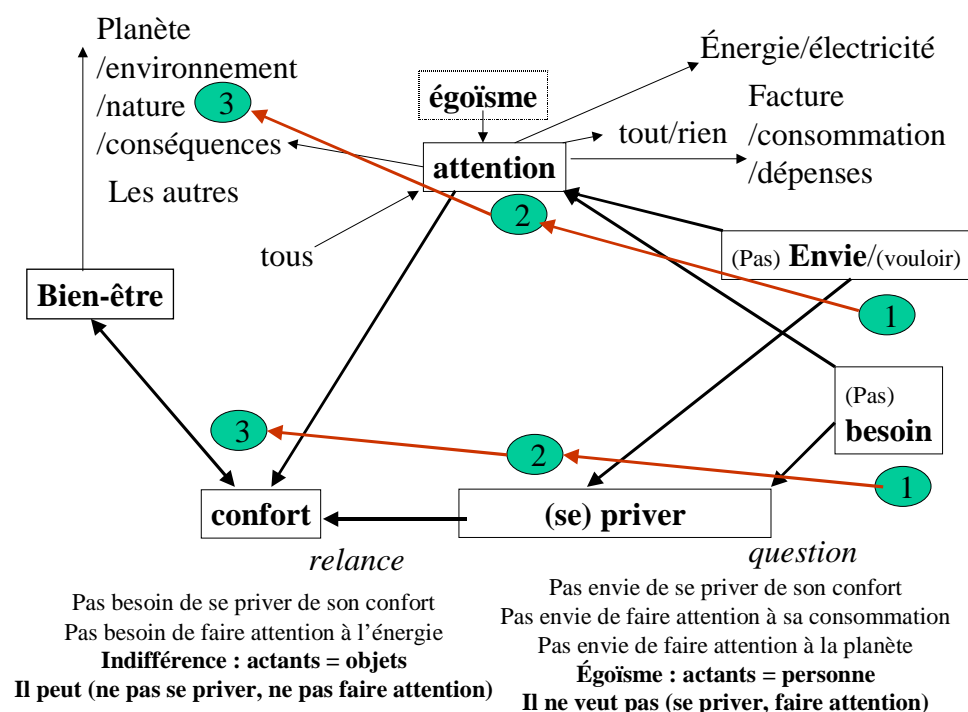 Planète
/environnement
/nature
/conséquences
Les autres
3
égoïsme
Énergie/électricité
tout/rien
Facture
/consommation
/dépenses
attention
2
tous
(Pas) Envie/(vouloir)
Bien-être
1
(Pas)
besoin
3
2
1
confort
(se) priver
relance
question
Pas besoin de se priver de son confort
Pas besoin de faire attention à l’énergie
Indifférence : actants = objets
Il peut (ne pas se priver, ne pas faire attention)
Pas envie de se priver de son confort
Pas envie de faire attention à sa consommation
Pas envie de faire attention à la planète
Égoïsme : actants = personne
Il ne veut pas (se priver, faire attention)